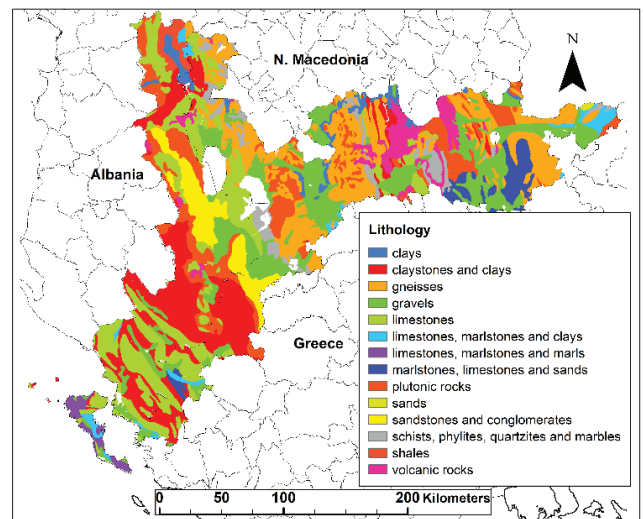 N. Macedonia
N
Albania
Greece
Lithology
clays
claystones and clays
gneisses
gravels
limestones
limestones, marlstones and clays
limestones, marlstones and marls
marlstones, limestones and sands
plutonic rocks
sands
sandstones and conglomerates
schists, phylites, quartzites and marbles
shales
volcanic rocks
0 50 100 200 Kilometers